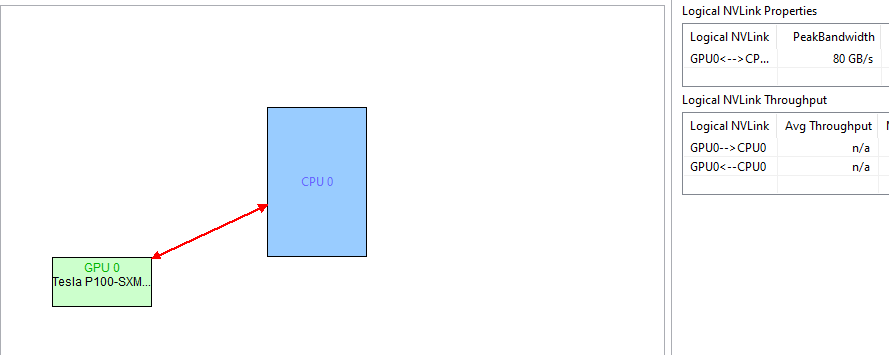 CPU 0
GPU 0
Tesla P100-SXM...
Logical NVLink Properties
Logical NVLink PeakBandwidth
GPU0<-->CP... 80 GB/s
Logical NVLink Throughput
Logical NVLink Avg Throughput
GPU0-->CPU0 n/a
GPU0<--CPU0 n/a